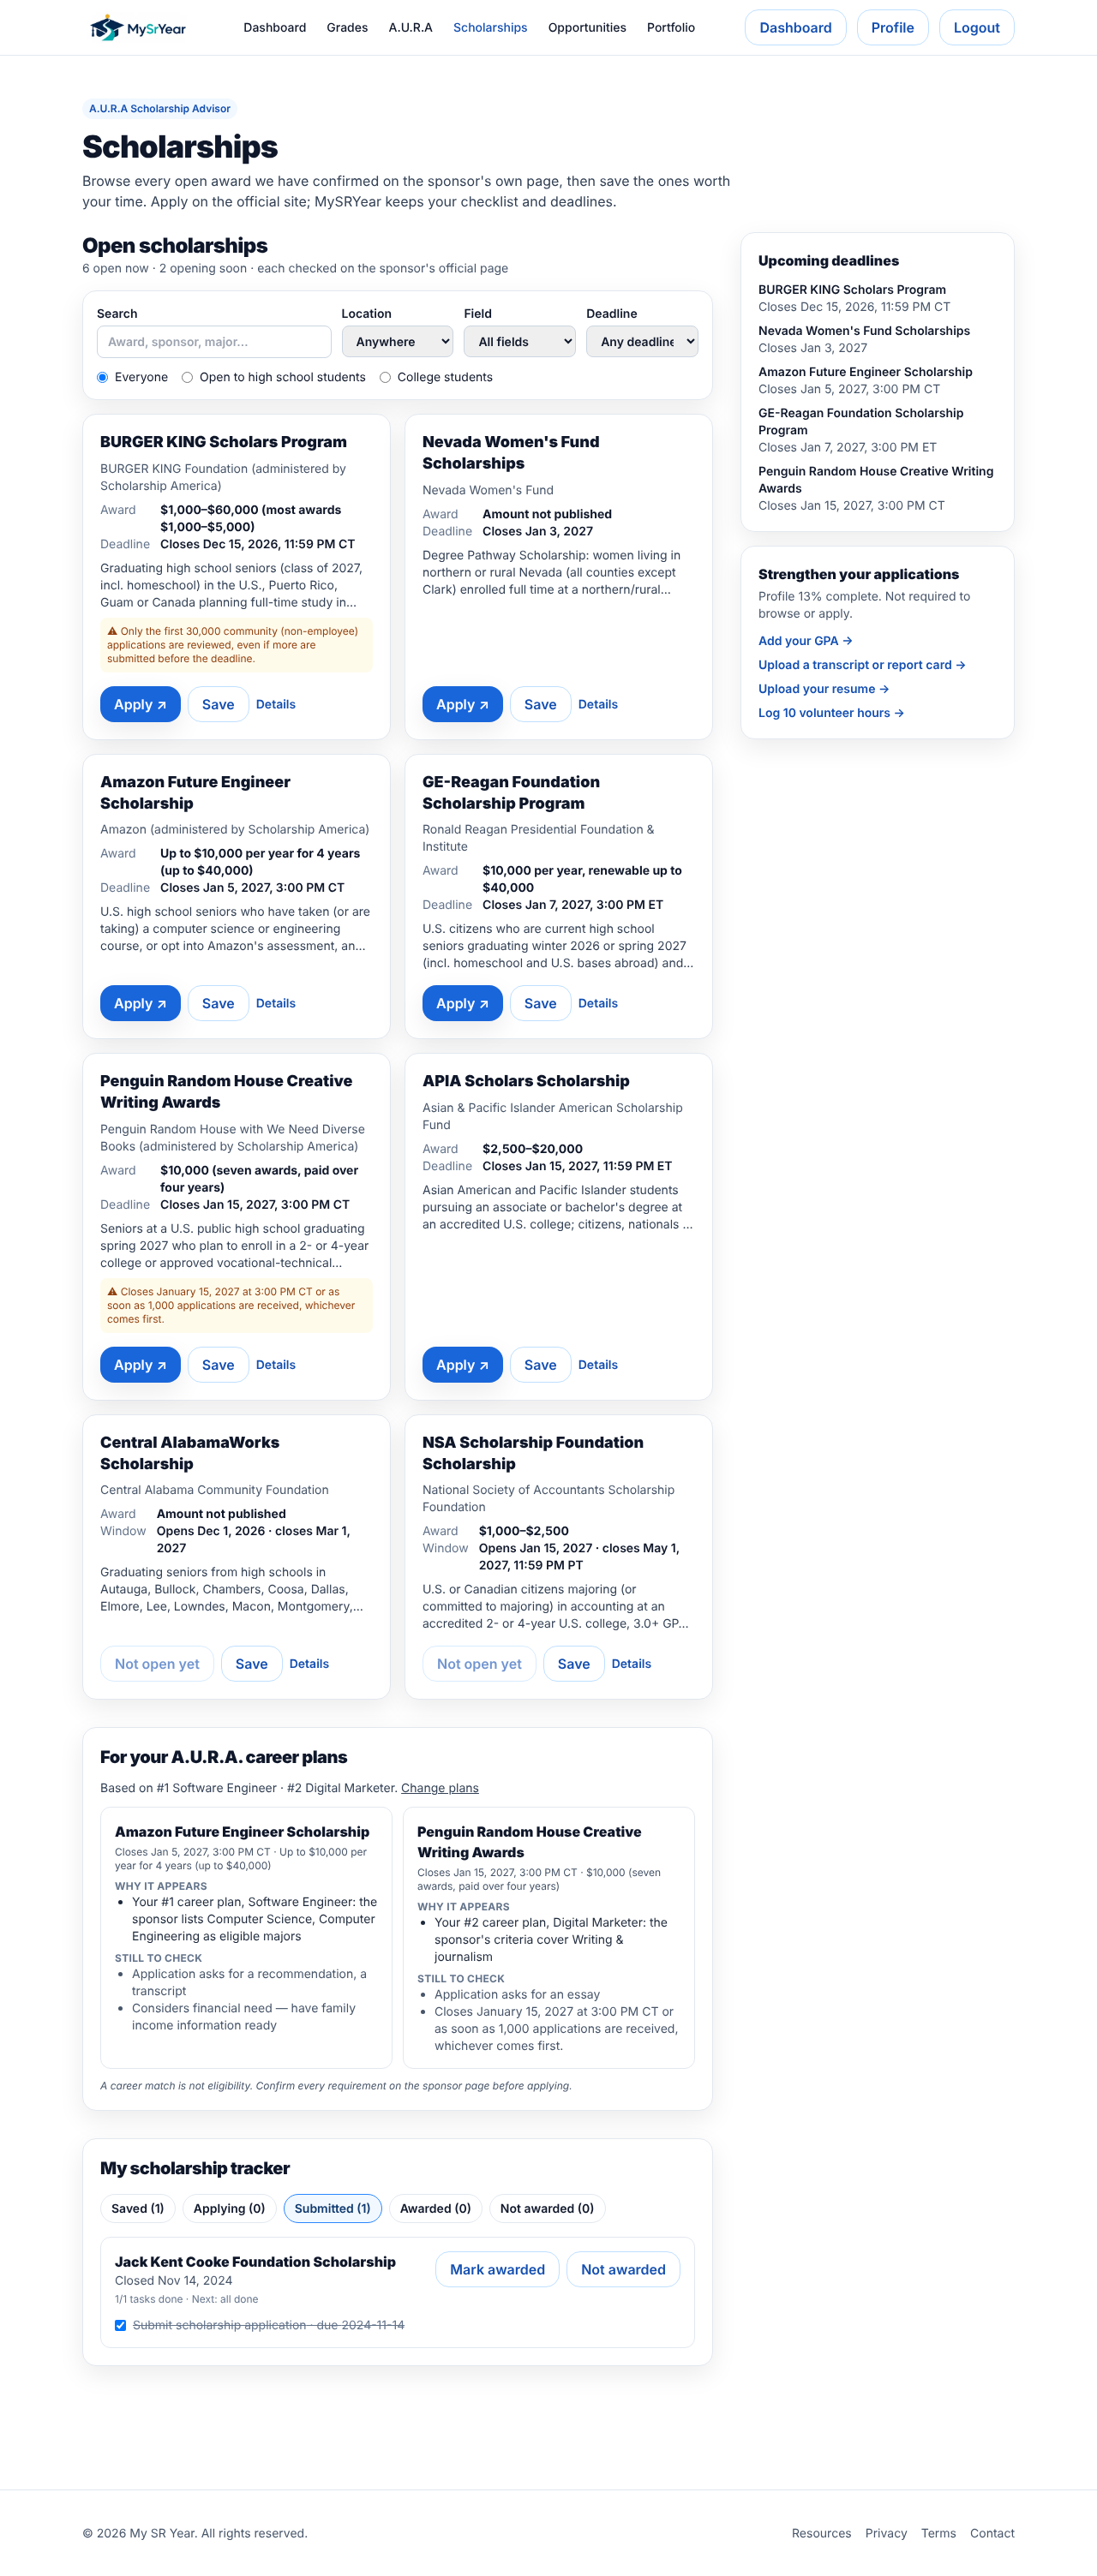 MySrYear
Dashboard
Grades
A.U.R.A
Scholarships
Opportunities
Portfolio
Dashboard
Profile
Logout
A.U.R.A Scholarship Advisor
Scholarships
Browse every open award we have confirmed on the sponsor's own page, then save the ones worth
your time. Apply on the official site; MySRYear keeps your checklist and deadlines.
Open scholarships
6 open now · 2 opening soon · each checked on the sponsor's official page
Search
Location
Field
Deadline
Award, sponsor, major...
Anywhere
All fields
Any deadline
Everyone
Open to high school students
College students
BURGER KING Scholars Program
BURGER KING Foundation (administered by
Scholarship America)
Award $1,000–$60,000 (most awards
$1,000–$5,000)
Deadline Closes Dec 15, 2026, 11:59 PM CT
Graduating high school seniors (class of 2027,
incl. homeschool) in the U.S., Puerto Rico,
Guam or Canada planning full-time study in...
⚠ Only the first 30,000 community (non-employee)
applications are reviewed, even if more are
submitted before the deadline.
Apply ↗
Save
Details
Nevada Women's Fund
Scholarships
Nevada Women's Fund
Award Amount not published
Deadline Closes Jan 3, 2027
Degree Pathway Scholarship: women living in
northern or rural Nevada (all counties except
Clark) enrolled full time at a northern/rural...
Apply ↗
Save
Details
Amazon Future Engineer
Scholarship
Amazon (administered by Scholarship America)
Award Up to $10,000 per year for 4 years
(up to $40,000)
Deadline Closes Jan 5, 2027, 3:00 PM CT
U.S. high school seniors who have taken (or are
taking) a computer science or engineering
course, or opt into Amazon's assessment, an...
Apply ↗
Save
Details
GE-Reagan Foundation
Scholarship Program
Ronald Reagan Presidential Foundation &
Institute
Award $10,000 per year, renewable up to
$40,000
Deadline Closes Jan 7, 2027, 3:00 PM ET
U.S. citizens who are current high school
seniors graduating winter 2026 or spring 2027
(incl. homeschool and U.S. bases abroad) and...
Apply ↗
Save
Details
Penguin Random House Creative
Writing Awards
Penguin Random House with We Need Diverse
Books (administered by Scholarship America)
Award $10,000 (seven awards, paid over
four years)
Deadline Closes Jan 15, 2027, 3:00 PM CT
Seniors at a U.S. public high school graduating
spring 2027 who plan to enroll in a 2- or 4-year
college or approved vocational-technical...
⚠ Closes January 15, 2027 at 3:00 PM CT or as
soon as 1,000 applications are received, whichever
comes first.
Apply ↗
Save
Details
APIA Scholars Scholarship
Asian & Pacific Islander American Scholarship
Fund
Award $2,500–$20,000
Deadline Closes Jan 15, 2027, 11:59 PM ET
Asian American and Pacific Islander students
pursuing an associate or bachelor's degree at
an accredited U.S. college; citizens, nationals ...
Apply ↗
Save
Details
Central AlabamaWorks
Scholarship
Central Alabama Community Foundation
Award Amount not published
Window Opens Dec 1, 2026 · closes Mar 1,
2027
Graduating seniors from high schools in
Autauga, Bullock, Chambers, Coosa, Dallas,
Elmore, Lee, Lowndes, Macon, Montgomery,...
Not open yet
Save
Details
NSA Scholarship Foundation
Scholarship
National Society of Accountants Scholarship
Foundation
Award $1,000–$2,500
Window Opens Jan 15, 2027 · closes May 1,
2027, 11:59 PM PT
U.S. or Canadian citizens majoring (or
committed to majoring) in accounting at an
accredited 2- or 4-year U.S. college, 3.0+ GP...
Not open yet
Save
Details
For your A.U.R.A. career plans
Based on #1 Software Engineer · #2 Digital Marketer. Change plans
Amazon Future Engineer Scholarship
Closes Jan 5, 2027, 3:00 PM CT · Up to $10,000 per
year for 4 years (up to $40,000)
WHY IT APPEARS
• Your #1 career plan, Software Engineer: the
sponsor lists Computer Science, Computer
Engineering as eligible majors
STILL TO CHECK
• Application asks for a recommendation, a
transcript
• Considers financial need — have family
income information ready
Penguin Random House Creative
Writing Awards
Closes Jan 15, 2027, 3:00 PM CT · $10,000 (seven
awards, paid over four years)
WHY IT APPEARS
• Your #2 career plan, Digital Marketer: the
sponsor's criteria cover Writing &
journalism
STILL TO CHECK
• Application asks for an essay
• Closes January 15, 2027 at 3:00 PM CT or
as soon as 1,000 applications are received,
whichever comes first.
A career match is not eligibility. Confirm every requirement on the sponsor page before applying.
My scholarship tracker
Saved (1)
Applying (0)
Submitted (1)
Awarded (0)
Not awarded (0)
Jack Kent Cooke Foundation Scholarship
Closed Nov 14, 2024
1/1 tasks done · Next: all done
Submit scholarship application · due 2024-11-14
Mark awarded
Not awarded
Upcoming deadlines
BURGER KING Scholars Program
Closes Dec 15, 2026, 11:59 PM CT
Nevada Women's Fund Scholarships
Closes Jan 3, 2027
Amazon Future Engineer Scholarship
Closes Jan 5, 2027, 3:00 PM CT
GE-Reagan Foundation Scholarship
Program
Closes Jan 7, 2027, 3:00 PM ET
Penguin Random House Creative Writing
Awards
Closes Jan 15, 2027, 3:00 PM CT
Strengthen your applications
Profile 13% complete. Not required to
browse or apply.
Add your GPA →
Upload a transcript or report card →
Upload your resume →
Log 10 volunteer hours →
© 2026 My SR Year. All rights reserved.
Resources
Privacy
Terms
Contact